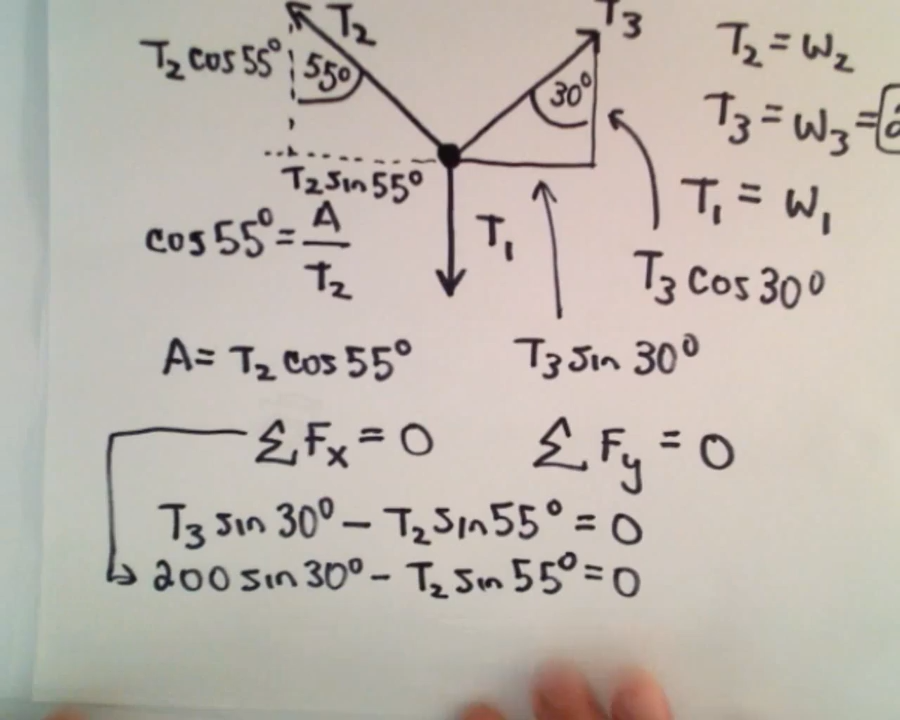 T₂
T₃
T₂ cos 55°
55°
30°
T₂ = W₂
T₃ = W₃ =
T₂ sin 55°
T₁
T₁ = W₁
cos 55° = A / T₂
T₃ cos 30°
A = T₂ cos 55°
T₃ sin 30°
ΣFx = 0
ΣFy = 0
T₃ sin 30° − T₂ sin 55° = 0
200 sin 30° − T₂ sin 55° = 0